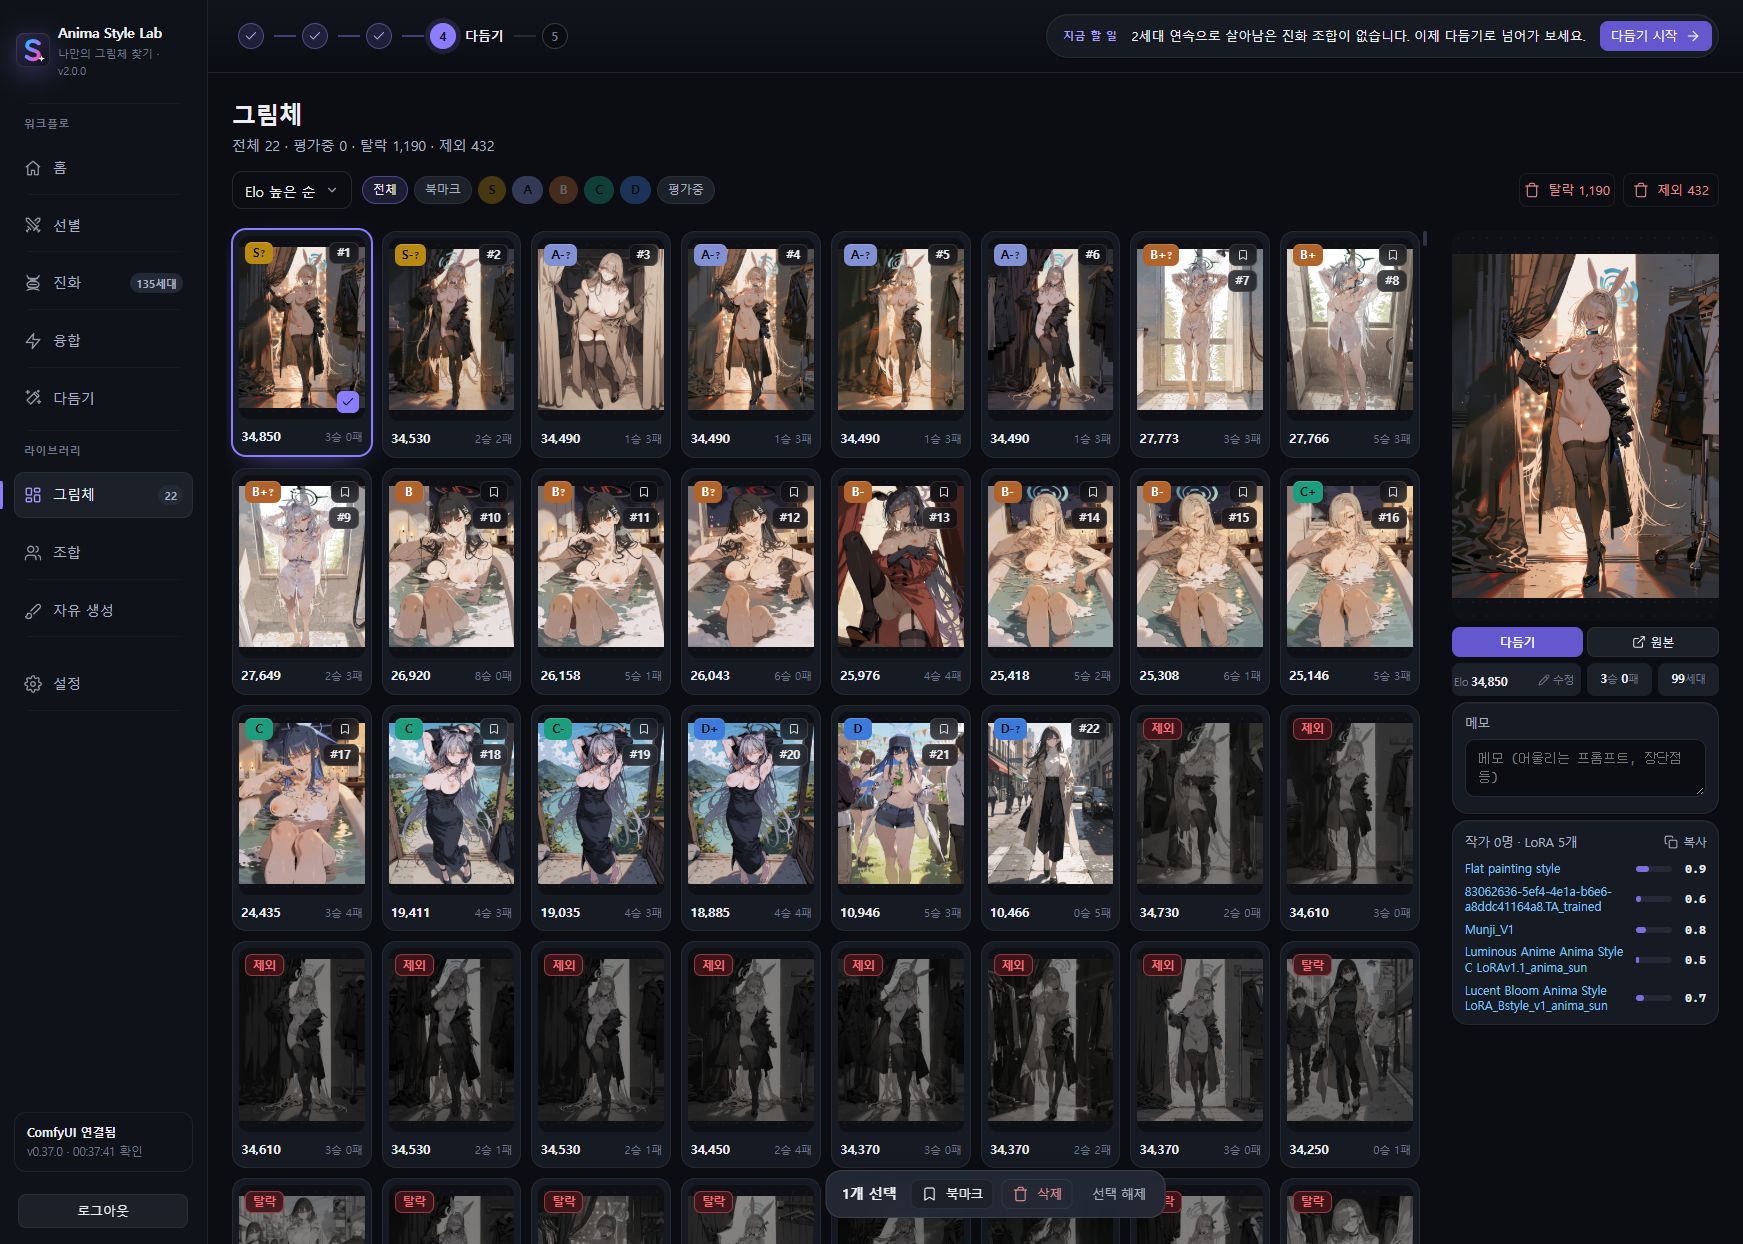 Anima Style Lab
나만의 그림체 찾기 ·
v2.0.0
4 다듬기 5
지금 할 일 2세대 연속으로 살아남은 진화 조합이 없습니다. 이제 다듬기로 넘어가 보세요. 다듬기 시작
워크플로
홈
선별
진화 135세대
융합
다듬기
라이브러리
그림체 22
조합
자유 생성
설정
ComfyUI 연결됨
v0.37.0 · 00:37:41 확인
로그아웃
그림체
전체 22 · 평가중 0 · 탈락 1,190 · 제외 432
Elo 높은 순 전체 북마크 S A B C D 평가중 탈락 1,190 제외 432
S? #1 S-? #2 A-? #3 A-? #4 A-? #5 A-? #6 B+? #7 B+ #8
34,850 3승 0패 34,530 2승 2패 34,490 1승 3패 34,490 1승 3패 34,490 1승 3패 34,490 1승 3패 27,773 3승 3패 27,766 5승 3패
B+? #9 B #10 B? #11 B? #12 B- #13 B- #14 B- #15 C+ #16
27,649 2승 3패 26,920 8승 0패 26,158 5승 1패 26,043 6승 0패 25,976 4승 4패 25,418 5승 2패 25,308 6승 1패 25,146 5승 3패
C #17 C #18 C- #19 D+ #20 D #21 D-? #22 제외 제외
24,435 3승 4패 19,411 4승 3패 19,035 4승 3패 18,885 4승 4패 10,946 5승 3패 10,466 0승 5패 34,730 2승 0패 34,610 3승 0패
제외 제외 제외 제외 제외 제외 제외 탈락
34,610 3승 0패 34,530 2승 1패 34,530 2승 1패 34,450 2승 4패 34,370 3승 0패 34,370 2승 2패 34,370 3승 0패 34,250 0승 1패
탈락 탈락 탈락 탈락 락 탈락
1개 선택 북마크 삭제 선택 해제
다듬기 원본
Elo 34,850 수정 3승 0패 99세대
메모
메모 (어울리는 프롬프트, 장단점
등)
작가 0명 · LoRA 5개 복사
Flat painting style 0.9
83062636-5ef4-4e1a-b6e6-
a8ddc41164a8.TA_trained 0.6
Munji_V1 0.8
Luminous Anime Anima Style
C LoRAv1.1_anima_sun 0.5
Lucent Bloom Anima Style
LoRA_Bstyle_v1_anima_sun 0.7